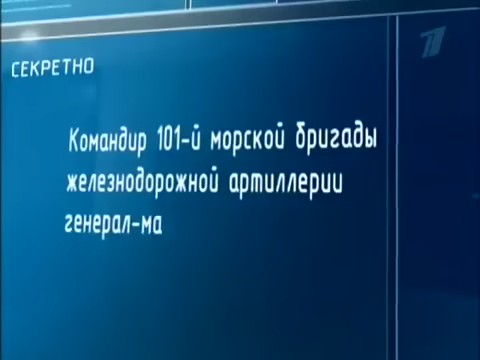 СЕКРЕТНО
Командир 101-й морской бригады
железнодорожной артиллерии
генерал-ма